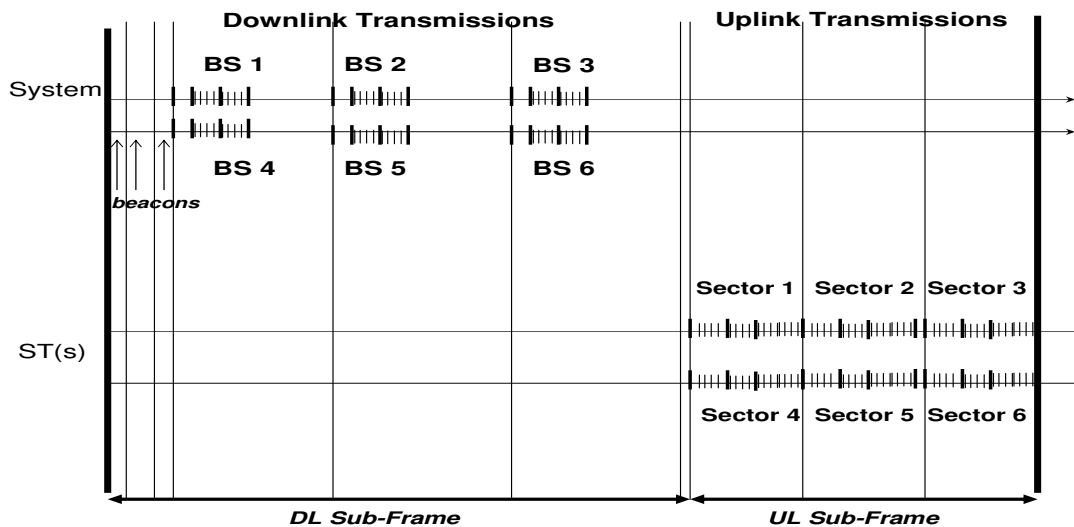 Downlink Transmissions
Uplink Transmissions
BS 1
BS 2
BS 3
System
BS 4
BS 5
BS 6
beacons
Sector 1
Sector 2
Sector 3
ST(s)
Sector 4
Sector 5
Sector 6
DL Sub-Frame
UL Sub-Frame